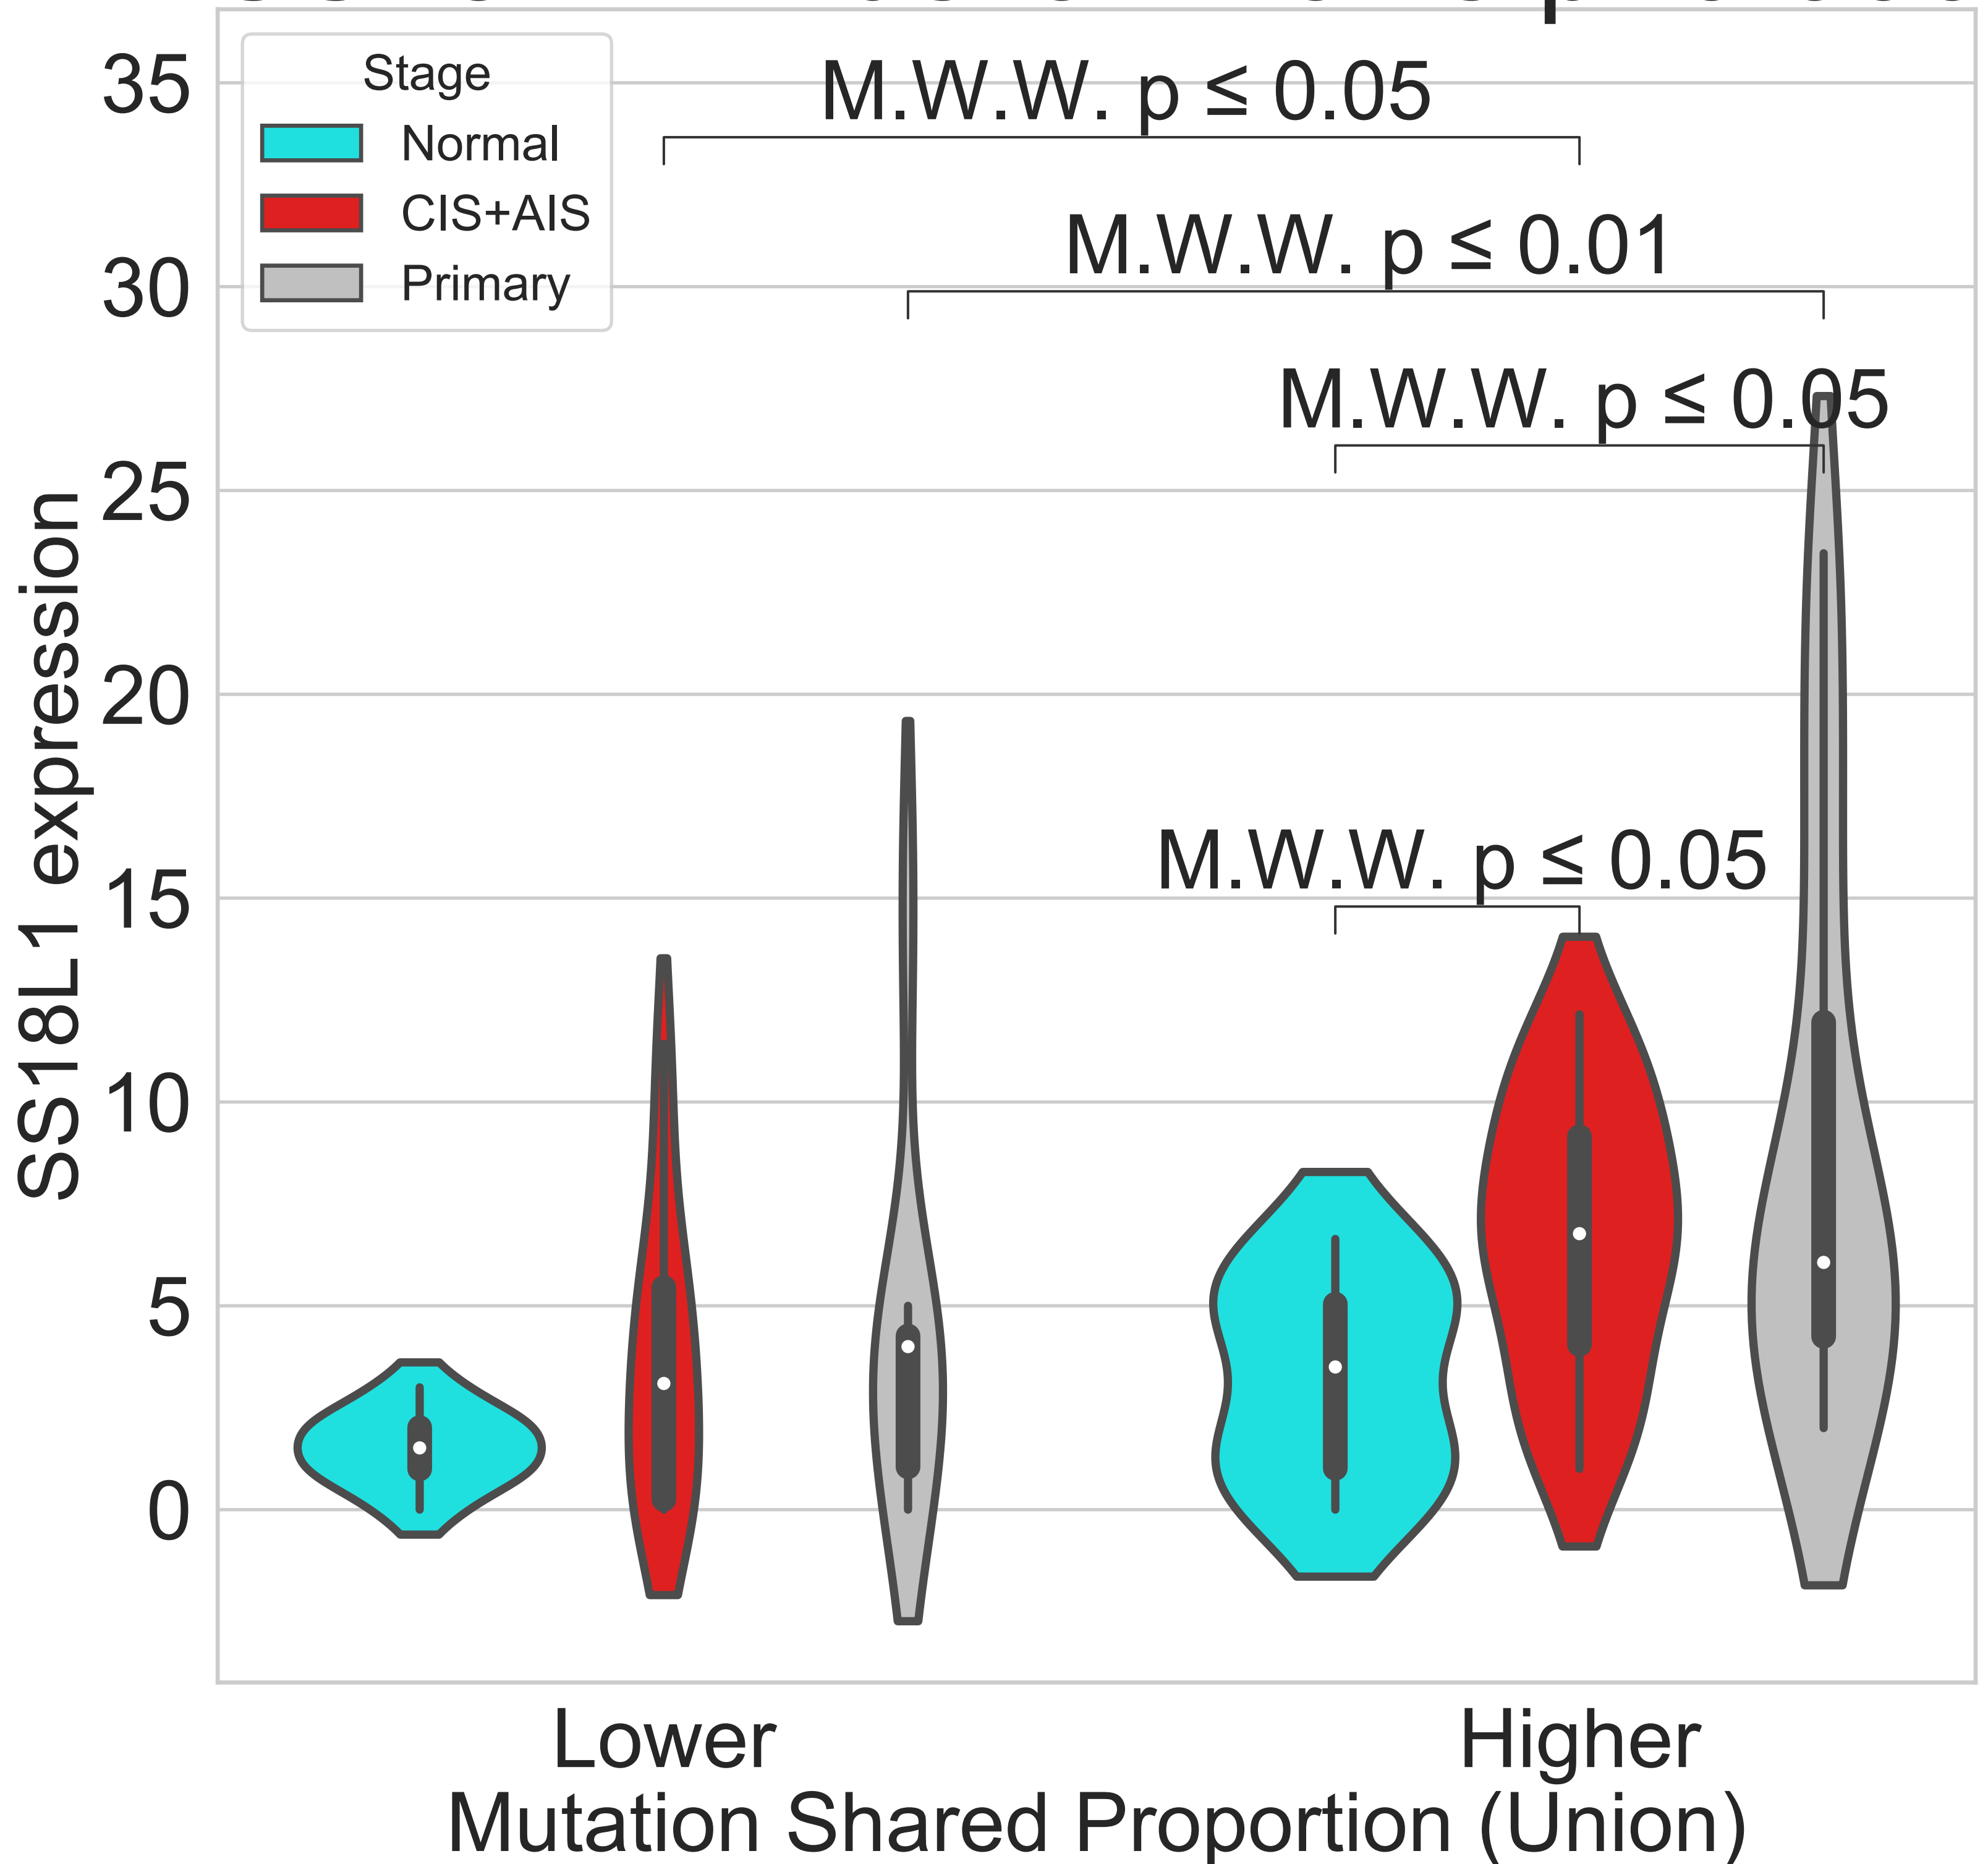 35
30
25
20
15
10
5
0
SS18L1 expression
Stage
Normal
CIS+AIS
Primary
M.W.W. p ≤ 0.05
M.W.W. p ≤ 0.01
M.W.W. p ≤ 0.05
M.W.W. p ≤ 0.05
Lower
Higher
Mutation Shared Proportion (Union)